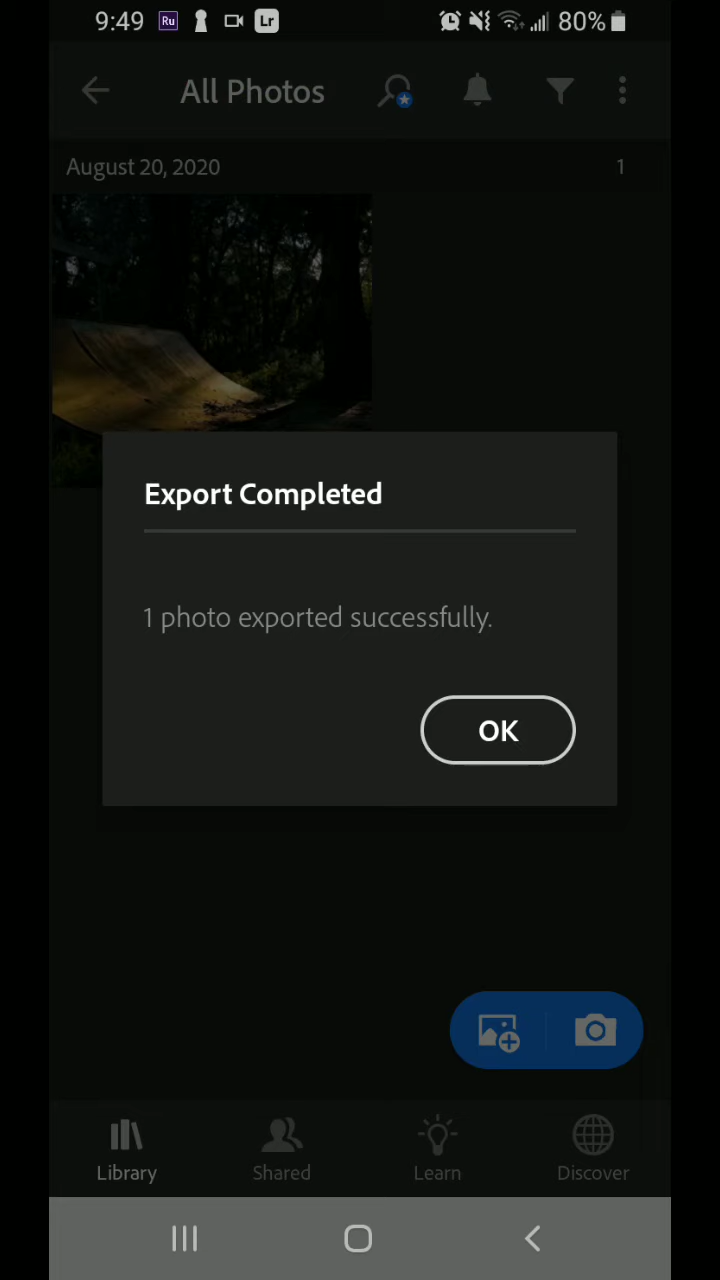 9:49 Ru Lr 80%
All Photos
August 20, 2020 1
Export Completed
1 photo exported successfully.
OK
Library Shared Learn Discover